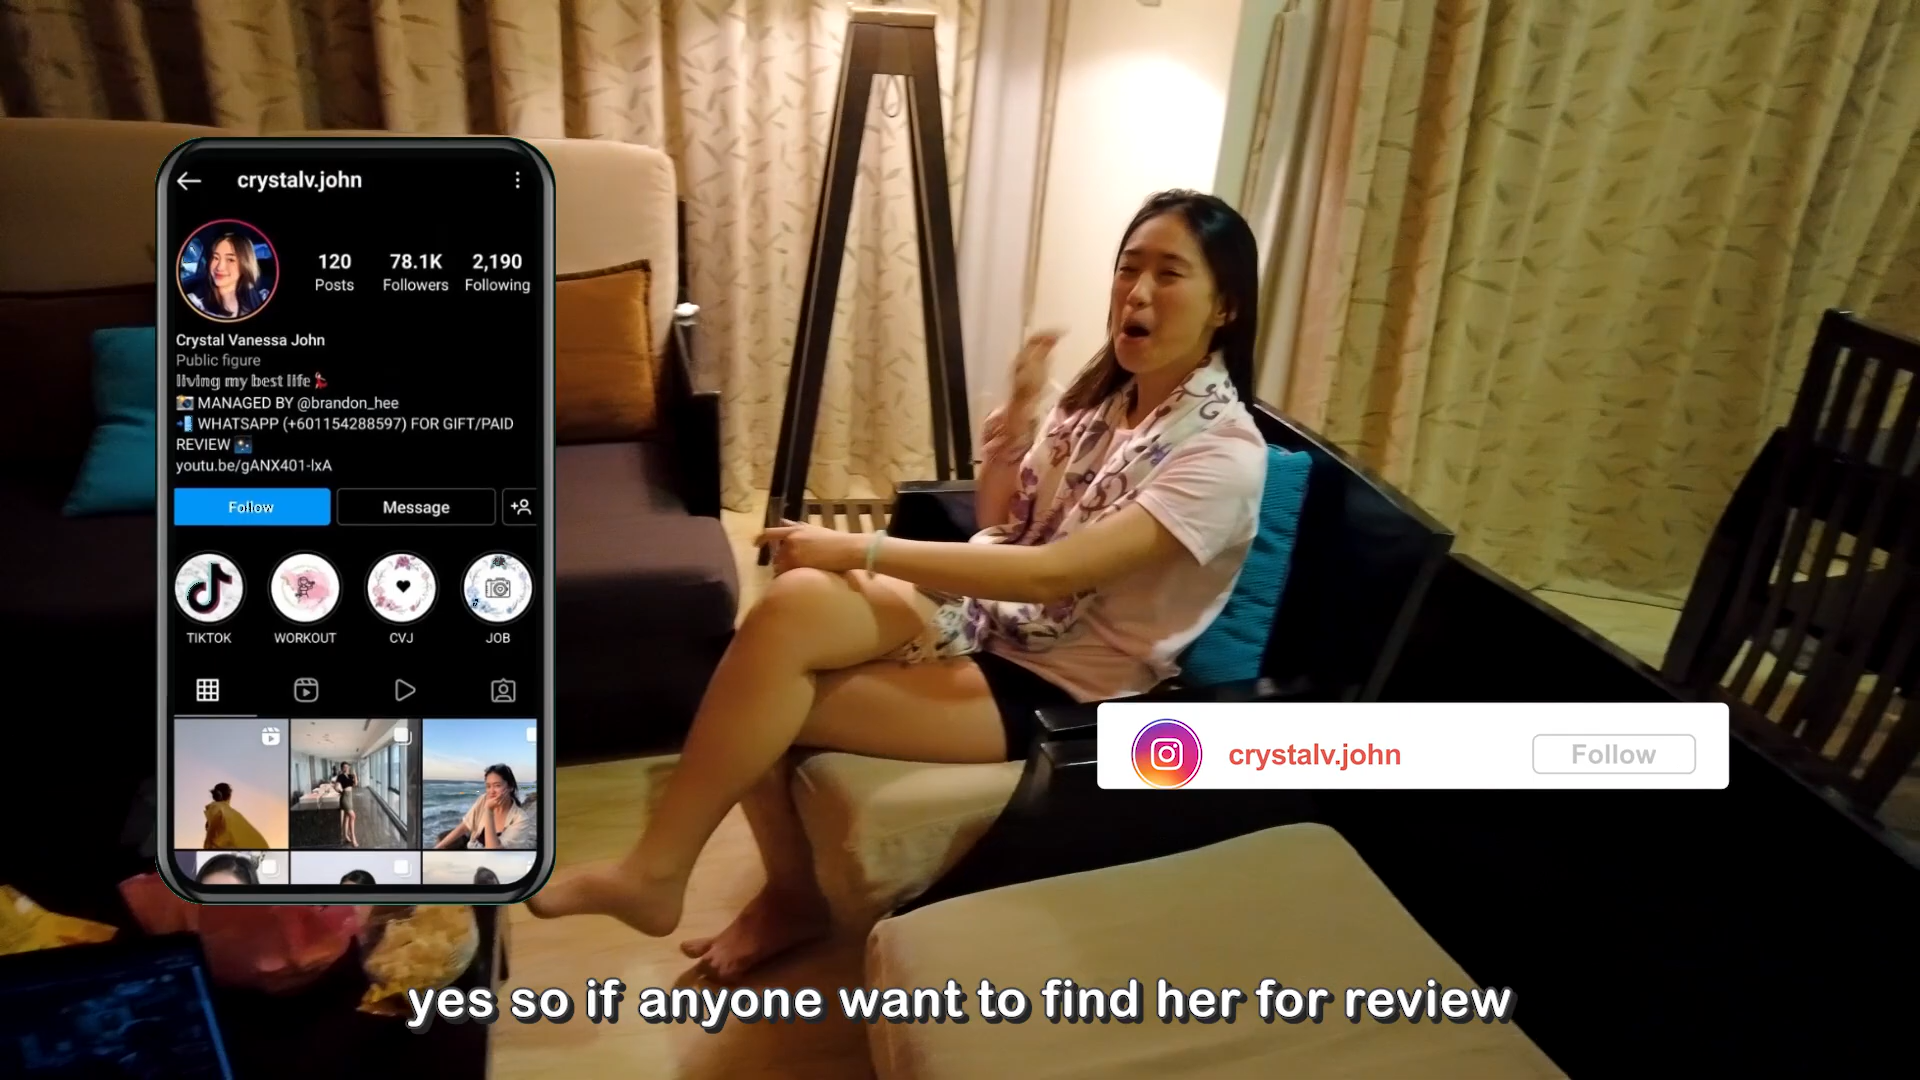 crystalv.john
120
78.1K
2,190
Posts
Followers
Following
Crystal Vanessa John
Public figure
𝕝𝕚𝕧𝕚𝕟𝕘 𝕞𝕪 𝕓𝕖𝕤𝕥 𝕝𝕚𝕗𝕖💃
📸 MANAGED BY @brandon_hee
📲 WHATSAPP (+601154288597) FOR GIFT/PAID
REVIEW 🌌
youtu.be/gANX401-lxA
Follow
Message
TIKTOK
WORKOUT
CVJ
JOB
crystalv.john
Follow
yes so if anyone want to find her for review